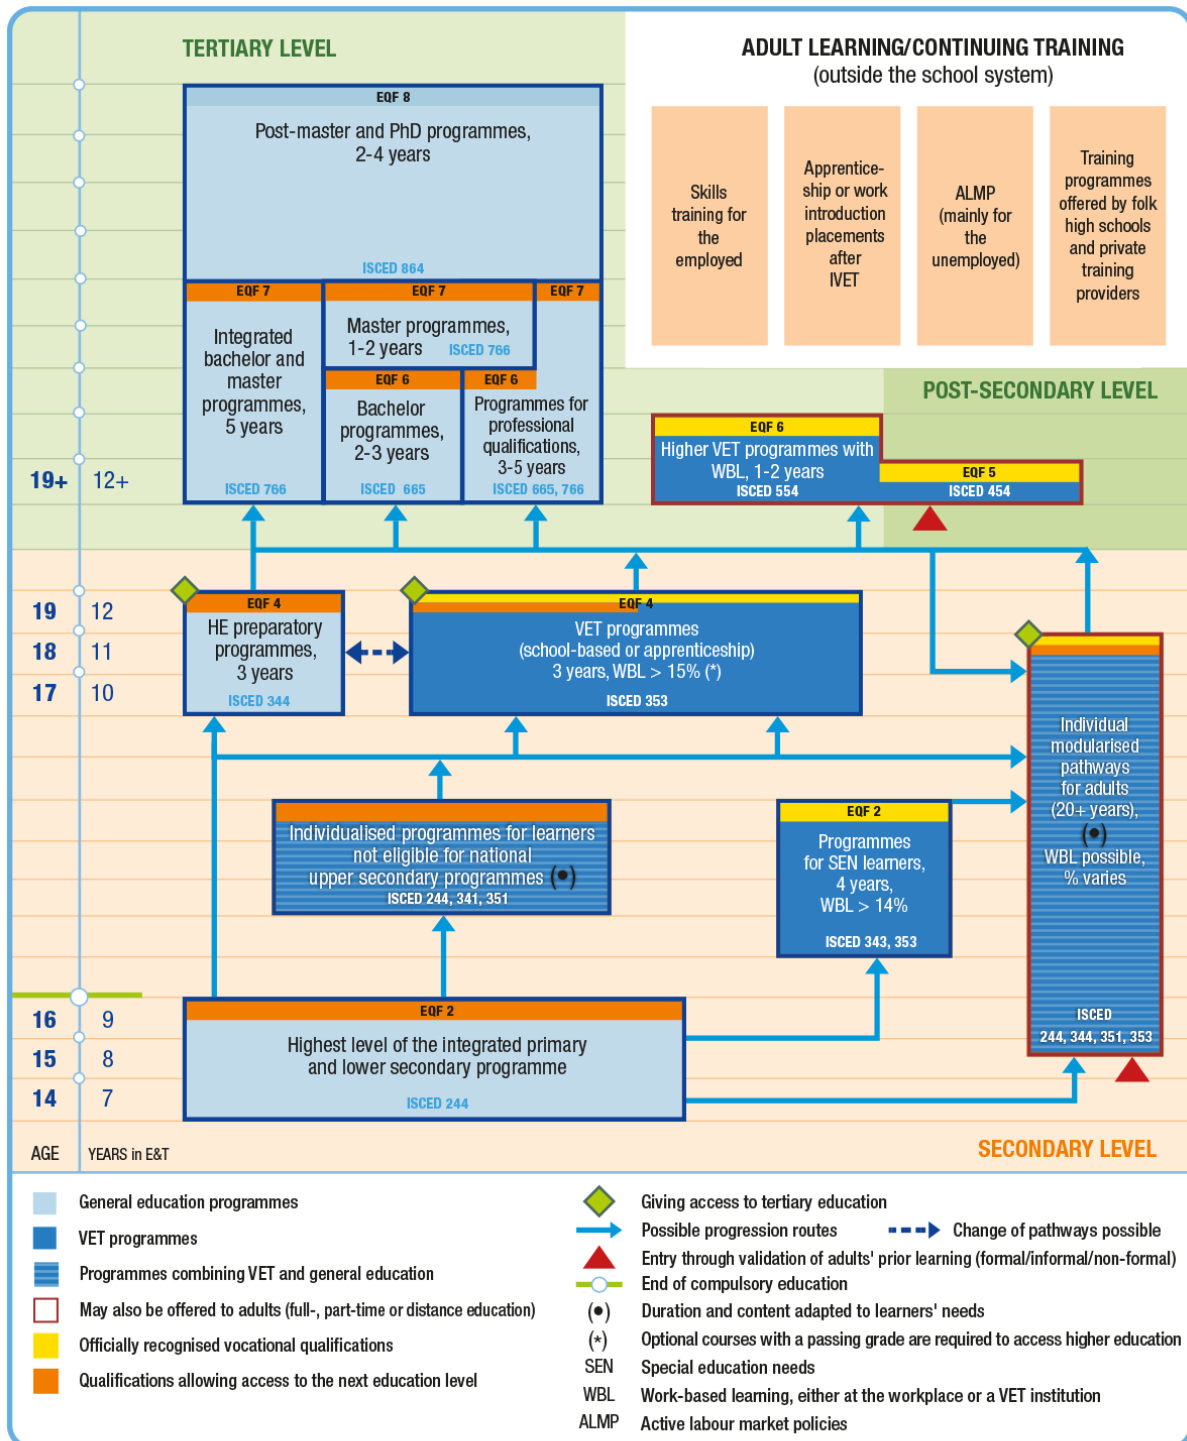 TERTIARY LEVEL
ADULT LEARNING/CONTINUING TRAINING
(outside the school system)
EQF 8
Post-master and PhD programmes,
2-4 years
ISCED 864
Skills
training for
the
employed
Apprentice-
ship or work
introduction
placements
after
IVET
ALMP
(mainly for
the
unemployed)
Training
programmes
offered by folk
high schools
and private
training
providers
EQF 7
Integrated
bachelor and
master
programmes,
5 years
ISCED 766
EQF 7
Master programmes,
1-2 years ISCED 766
EQF 7
EQF 6
Bachelor
programmes,
2-3 years
ISCED 665
EQF 6
Programmes for
professional
qualifications,
3-5 years
ISCED 665, 766
POST-SECONDARY LEVEL
EQF 6
Higher VET programmes with
WBL, 1-2 years
ISCED 554
EQF 5
ISCED 454
19+ 12+
19 12
18 11
17 10
EQF 4
HE preparatory
programmes,
3 years
ISCED 344
EQF 4
VET programmes
(school-based or apprenticeship)
3 years, WBL > 15% (*)
ISCED 353
Individual
modularised
pathways
for adults
(20+ years),
(•)
WBL possible,
% varies
ISCED
244, 344, 351, 353
Individualised programmes for learners
not eligible for national
upper secondary programmes (•)
ISCED 244, 341, 351
EQF 2
Programmes
for SEN learners,
4 years,
WBL > 14%
ISCED 343, 353
16 9
15 8
14 7
EQF 2
Highest level of the integrated primary
and lower secondary programme
ISCED 244
AGE YEARS in E&T
SECONDARY LEVEL
General education programmes
VET programmes
Programmes combining VET and general education
May also be offered to adults (full-, part-time or distance education)
Officially recognised vocational qualifications
Qualifications allowing access to the next education level
Giving access to tertiary education
Possible progression routes
Change of pathways possible
Entry through validation of adults' prior learning (formal/informal/non-formal)
End of compulsory education
(•) Duration and content adapted to learners' needs
(*) Optional courses with a passing grade are required to access higher education
SEN Special education needs
WBL Work-based learning, either at the workplace or a VET institution
ALMP Active labour market policies